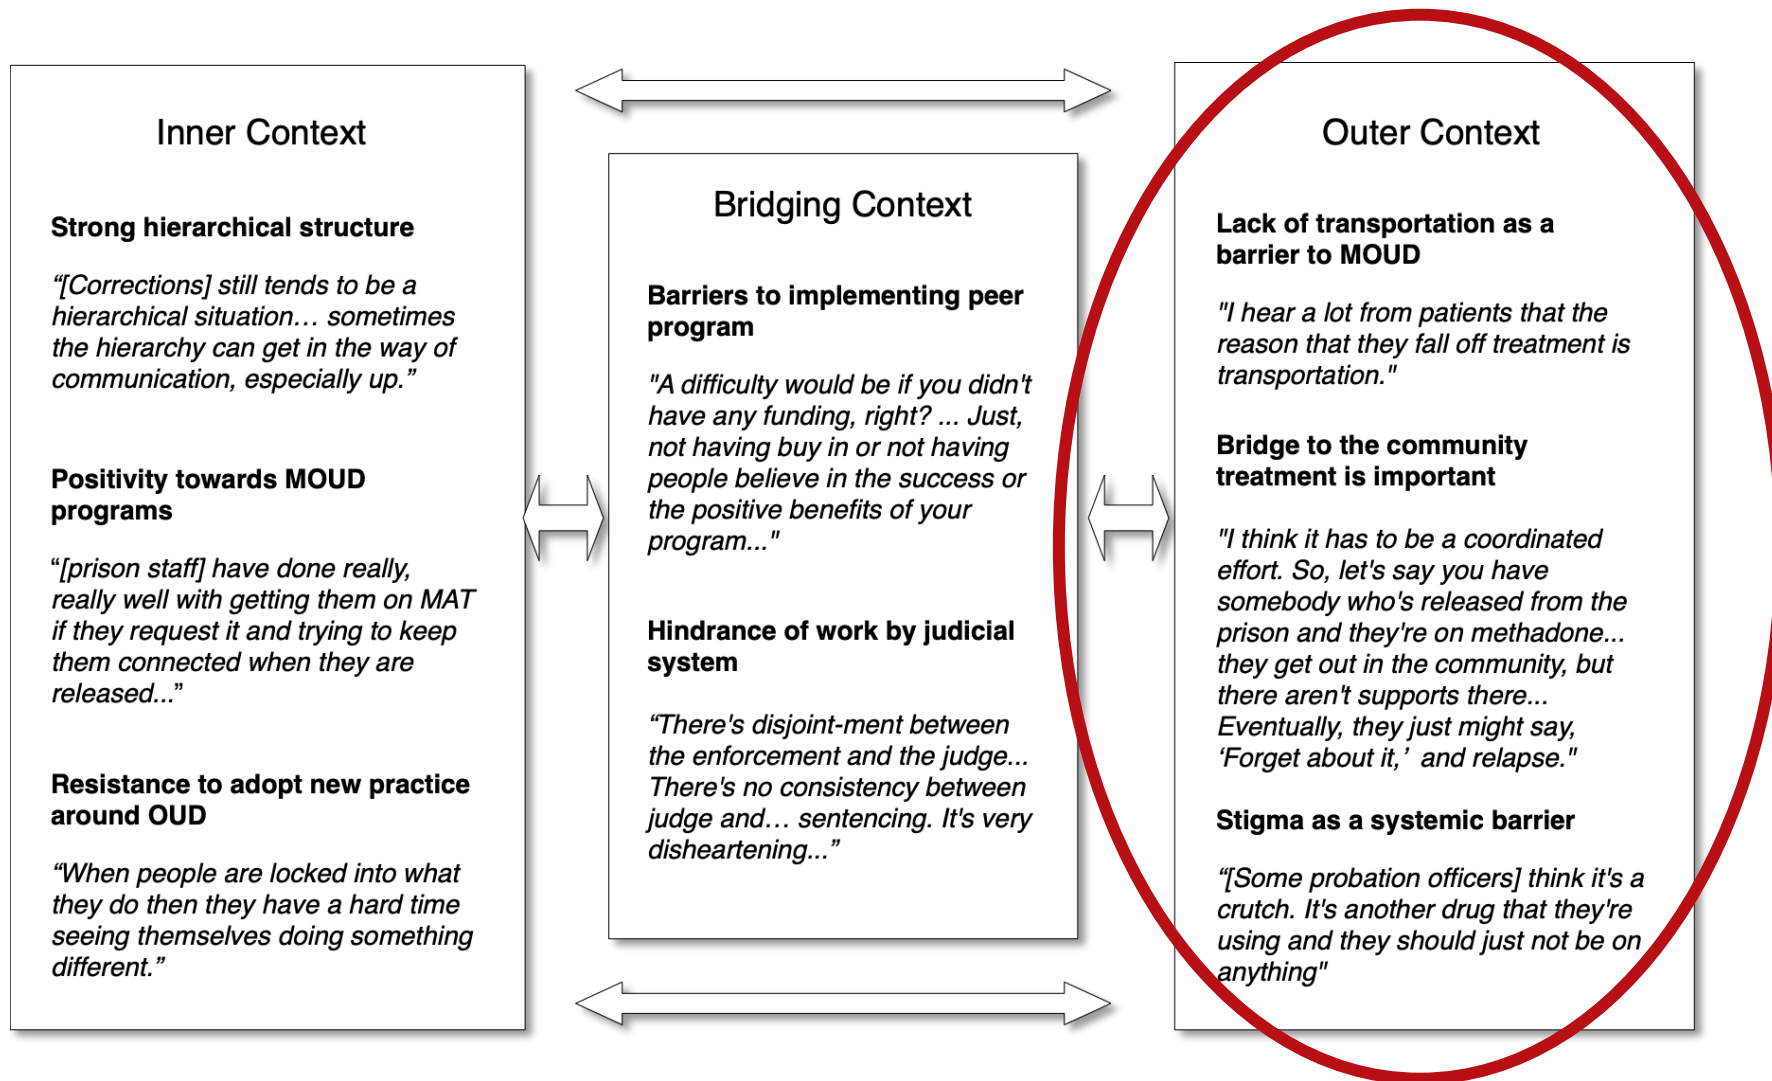 Inner Context
Strong hierarchical structure
“[Corrections] still tends to be a
hierarchical situation… sometimes
the hierarchy can get in the way of
communication, especially up.”
Positivity towards MOUD
programs
“[prison staff] have done really,
really well with getting them on MAT
if they request it and trying to keep
them connected when they are
released...”
Resistance to adopt new practice
around OUD
“When people are locked into what
they do then they have a hard time
seeing themselves doing something
different.”
Bridging Context
Barriers to implementing peer
program
"A difficulty would be if you didn't
have any funding, right? ... Just,
not having buy in or not having
people believe in the success or
the positive benefits of your
program..."
Hindrance of work by judicial
system
“There's disjoint-ment between
the enforcement and the judge...
There's no consistency between
judge and… sentencing. It's very
disheartening...”
Outer Context
Lack of transportation as a
barrier to MOUD
"I hear a lot from patients that the
reason that they fall off treatment is
transportation."
Bridge to the community
treatment is important
"I think it has to be a coordinated
effort. So, let's say you have
somebody who's released from the
prison and they're on methadone...
they get out in the community, but
there aren't supports there...
Eventually, they just might say,
‘Forget about it,’ and relapse."
Stigma as a systemic barrier
“[Some probation officers] think it's a
crutch. It's another drug that they're
using and they should just not be on
anything"